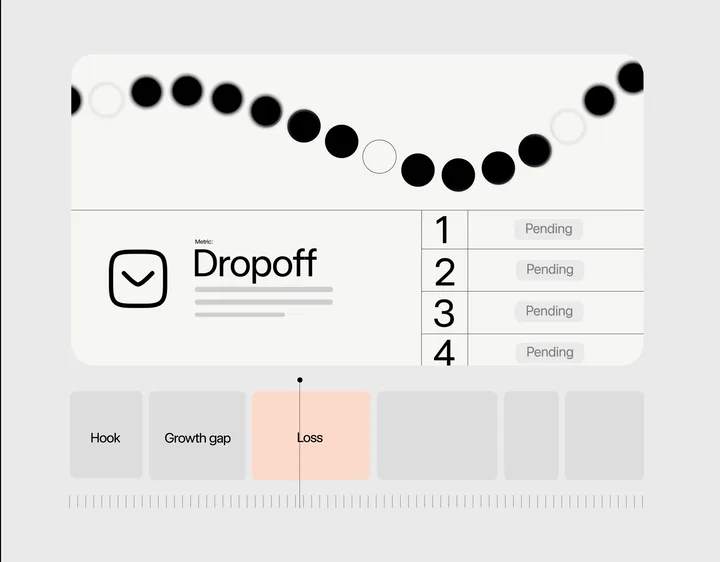 Metric:
Dropoff
1 Pending
2 Pending
3 Pending
4 Pending
Hook
Growth gap
Loss